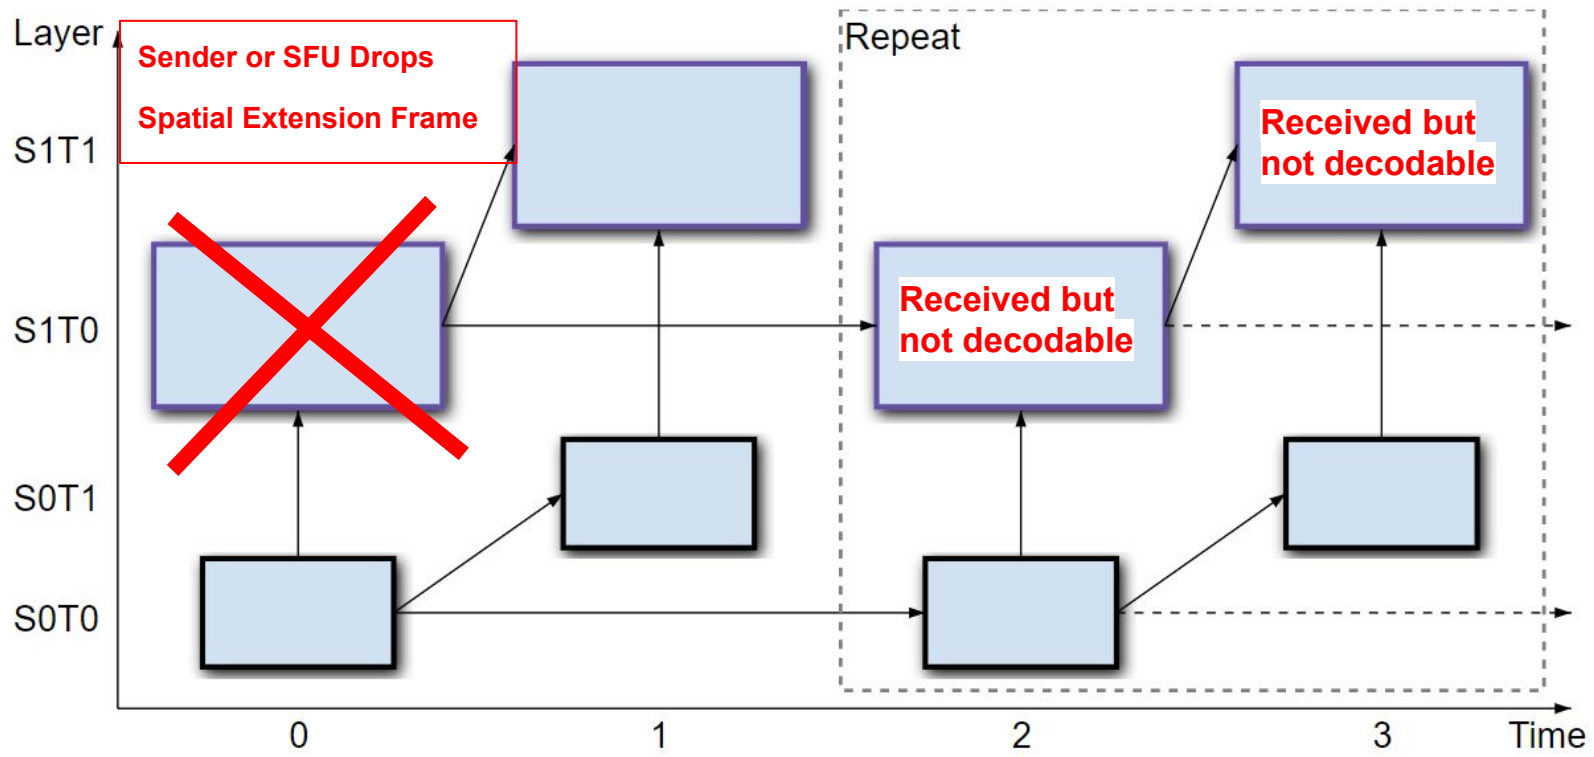 Layer
Sender or SFU Drops
Spatial Extension Frame
Repeat
S1T1
Received but
not decodable
S1T0
Received but
not decodable
S0T1
S0T0
0 1 2 3 Time